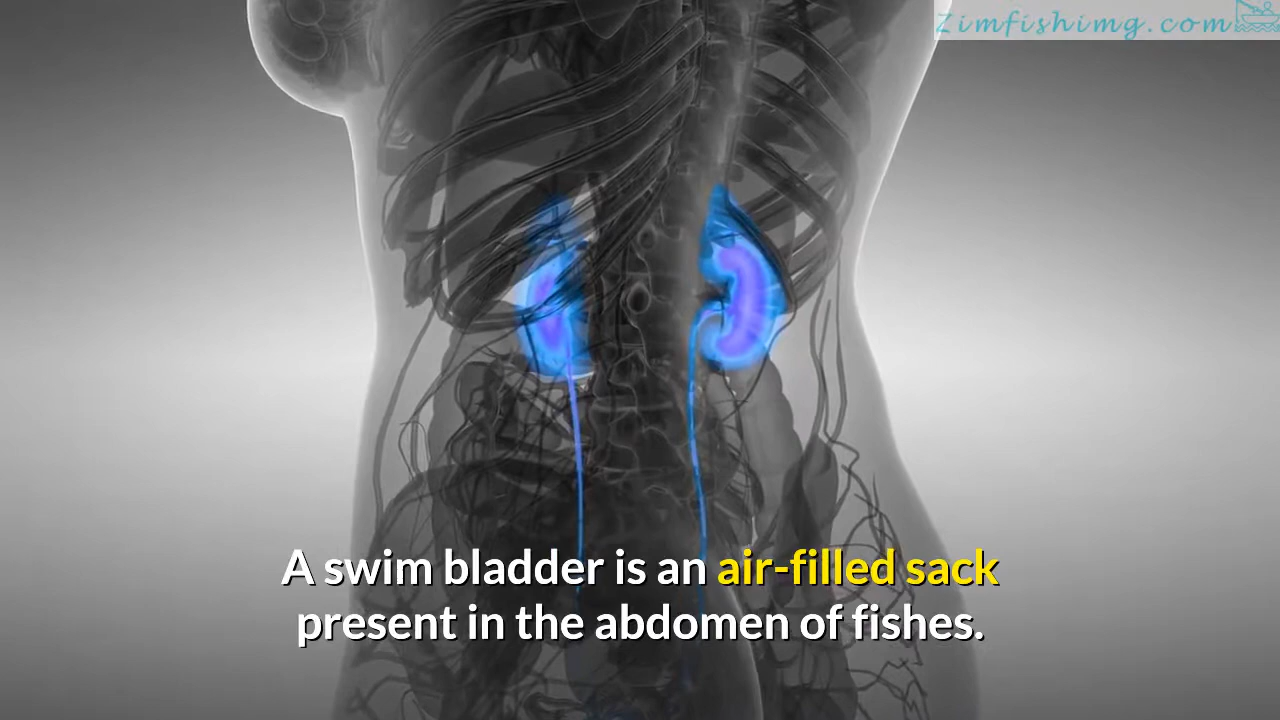 Zimfishimg.com
A swim bladder is an air-filled sack
present in the abdomen of fishes.